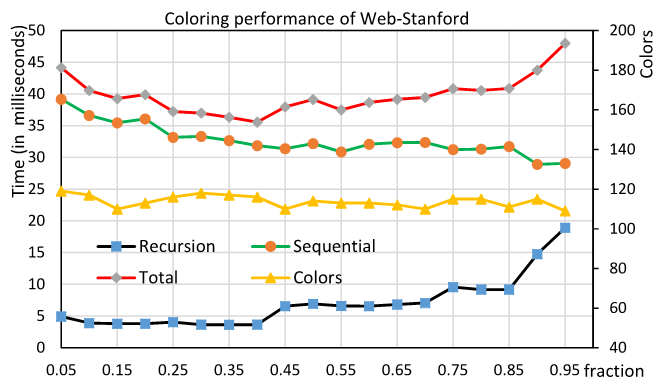 Coloring performance of Web-Stanford
Time (in milliseconds)
50
45
40
35
30
25
20
15
10
5
0
200
180
160
140
120
100
80
60
40
Colors
Recursion
Sequential
Total
Colors
0.05 0.15 0.25 0.35 0.45 0.55 0.65 0.75 0.85 0.95 fraction